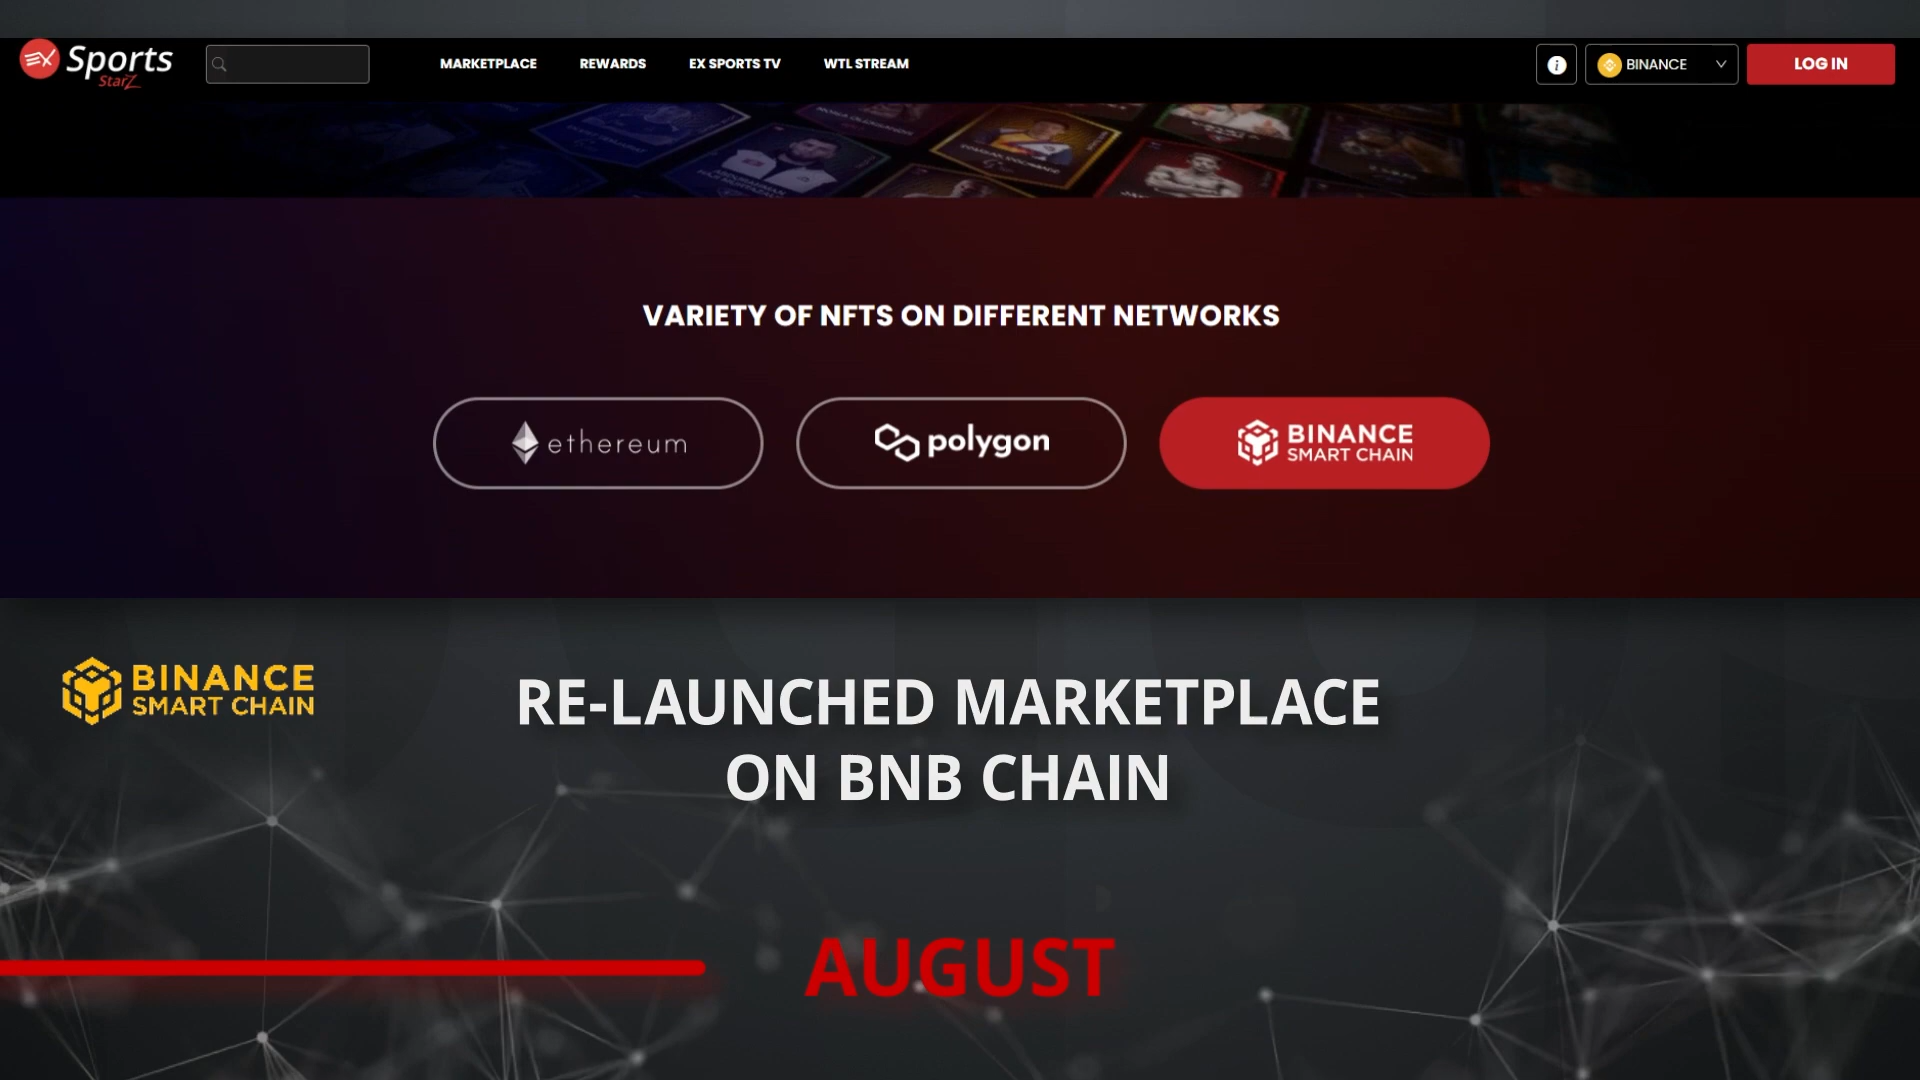 EX Sports
StarZ
MARKETPLACE
REWARDS
EX SPORTS TV
WTL STREAM
BINANCE
LOG IN
VARIETY OF NFTS ON DIFFERENT NETWORKS
ethereum
polygon
BINANCE
SMART CHAIN
BINANCE
SMART CHAIN
RE-LAUNCHED MARKETPLACE
ON BNB CHAIN
AUGUST